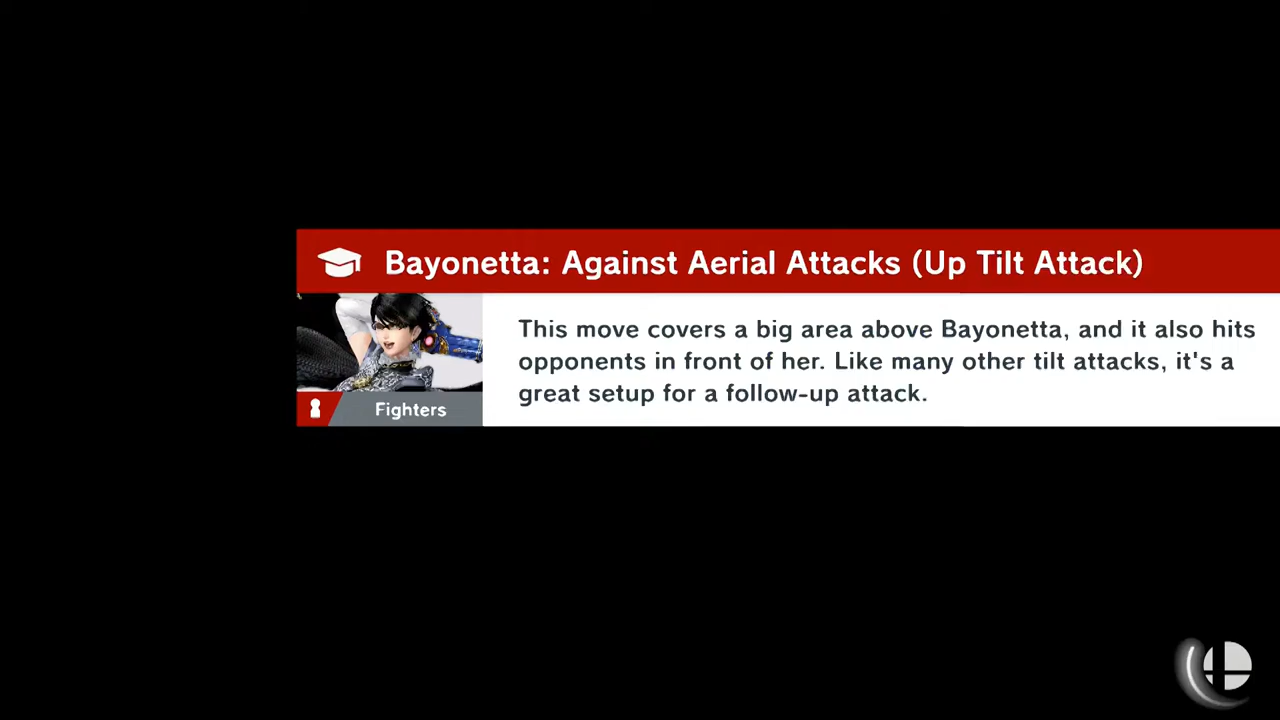 Bayonetta: Against Aerial Attacks (Up Tilt Attack)
This move covers a big area above Bayonetta, and it also hits
opponents in front of her. Like many other tilt attacks, it's a
great setup for a follow-up attack.
Fighters